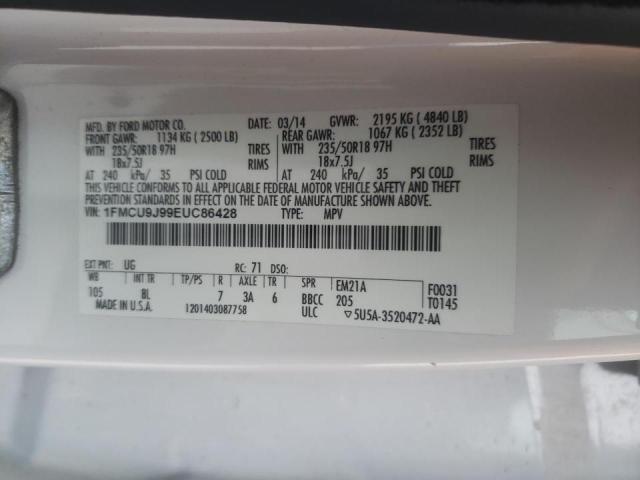 MFD. BY FORD MOTOR CO. DATE: 03/14 GVWR: 2195 KG (4840 LB)
FRONT GAWR: 1134 KG (2500 LB) REAR GAWR: 1067 KG (2352 LB)
WITH 235/50R18 97H TIRES WITH 235/50R18 97H TIRES
18x7.5J RIMS 18x7.5J RIMS
AT 240 kPa/ 35 PSI COLD AT 240 kPa/ 35 PSI COLD
THIS VEHICLE CONFORMS TO ALL APPLICABLE FEDERAL MOTOR VEHICLE SAFETY AND THEFT
PREVENTION STANDARDS IN EFFECT ON THE DATE OF MANUFACTURE SHOWN ABOVE.
VIN: 1FMCU9J99EUC86428 TYPE: MPV
EXT PNT: UG RC: 71 DSO:
WB INT TR TP/PS R AXLE TR SPR EM21A F0031
105 8L 7 3A 6 BBCC 205 T0145
MADE IN U.S.A. 1201403087758 ULC ▽5U5A-3520472-AA